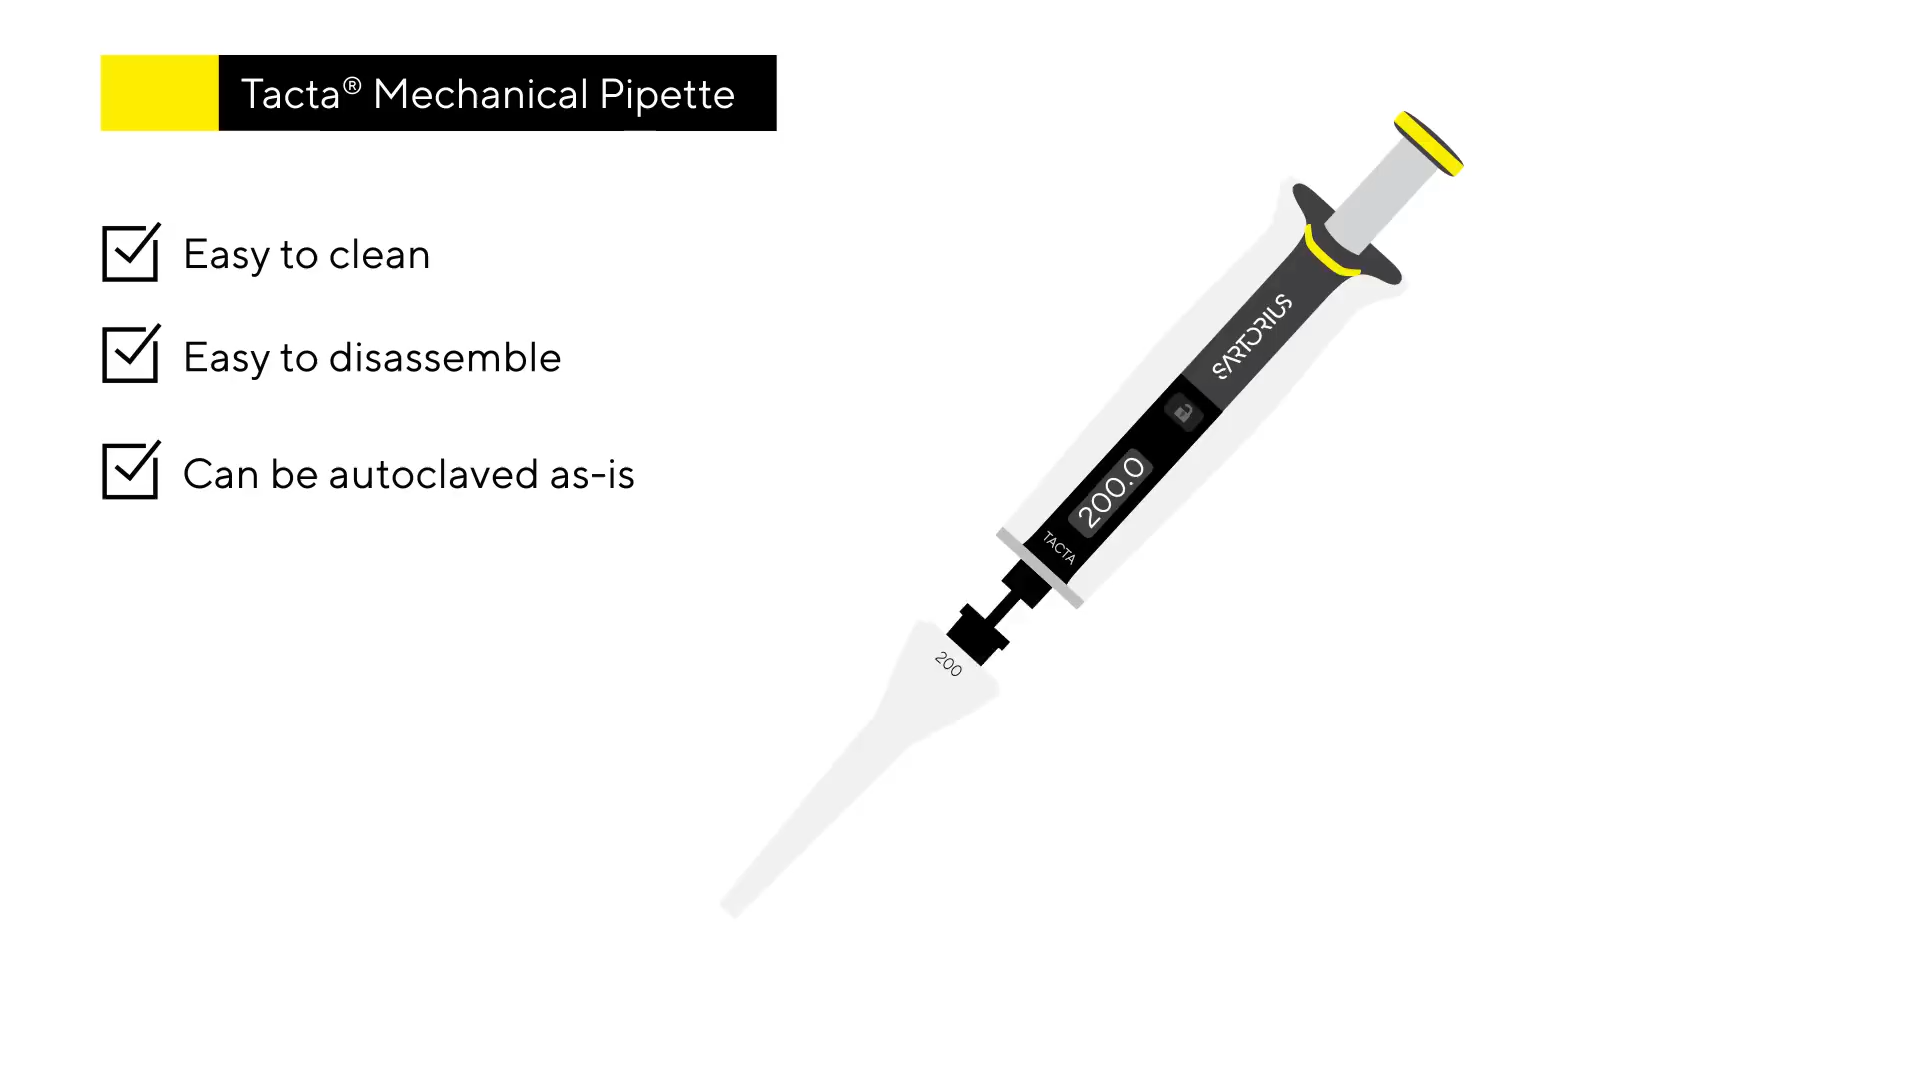 Tacta® Mechanical Pipette
Easy to clean
Easy to disassemble
Can be autoclaved as-is
SARTORIUS
200.0
TACTA
200